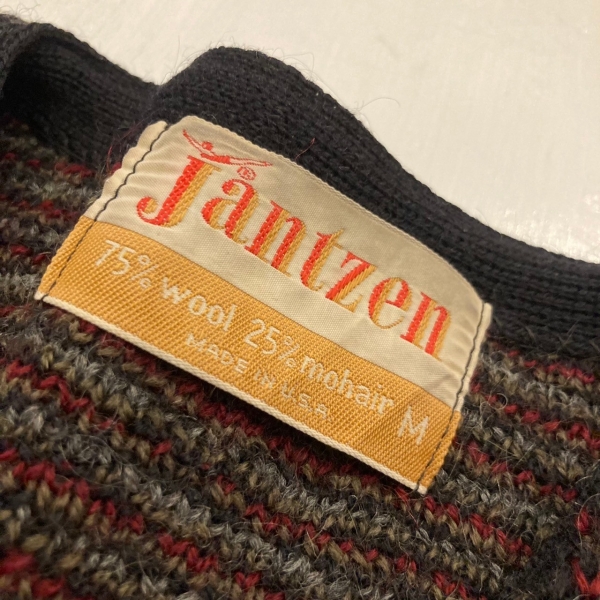 Jantzen®
75% wool 25% mohair M
MADE IN U.S.A.